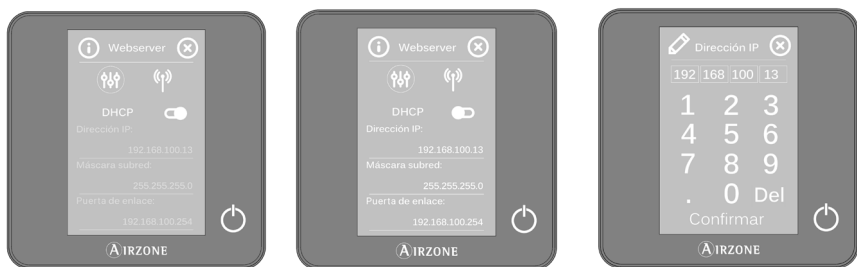 Webserver
DHCP
Dirección IP:
192.168.100.13
Máscara subred:
255.255.255.0
Puerta de enlace:
192.168.100.254
AIRZONE
Webserver
DHCP
Dirección IP:
192.168.100.13
Máscara subred:
255.255.255.0
Puerta de enlace:
192.168.100.254
AIRZONE
Dirección IP
192 168 100 13
1 2 3
4 5 6
7 8 9
. 0 Del
Confirmar
AIRZONE